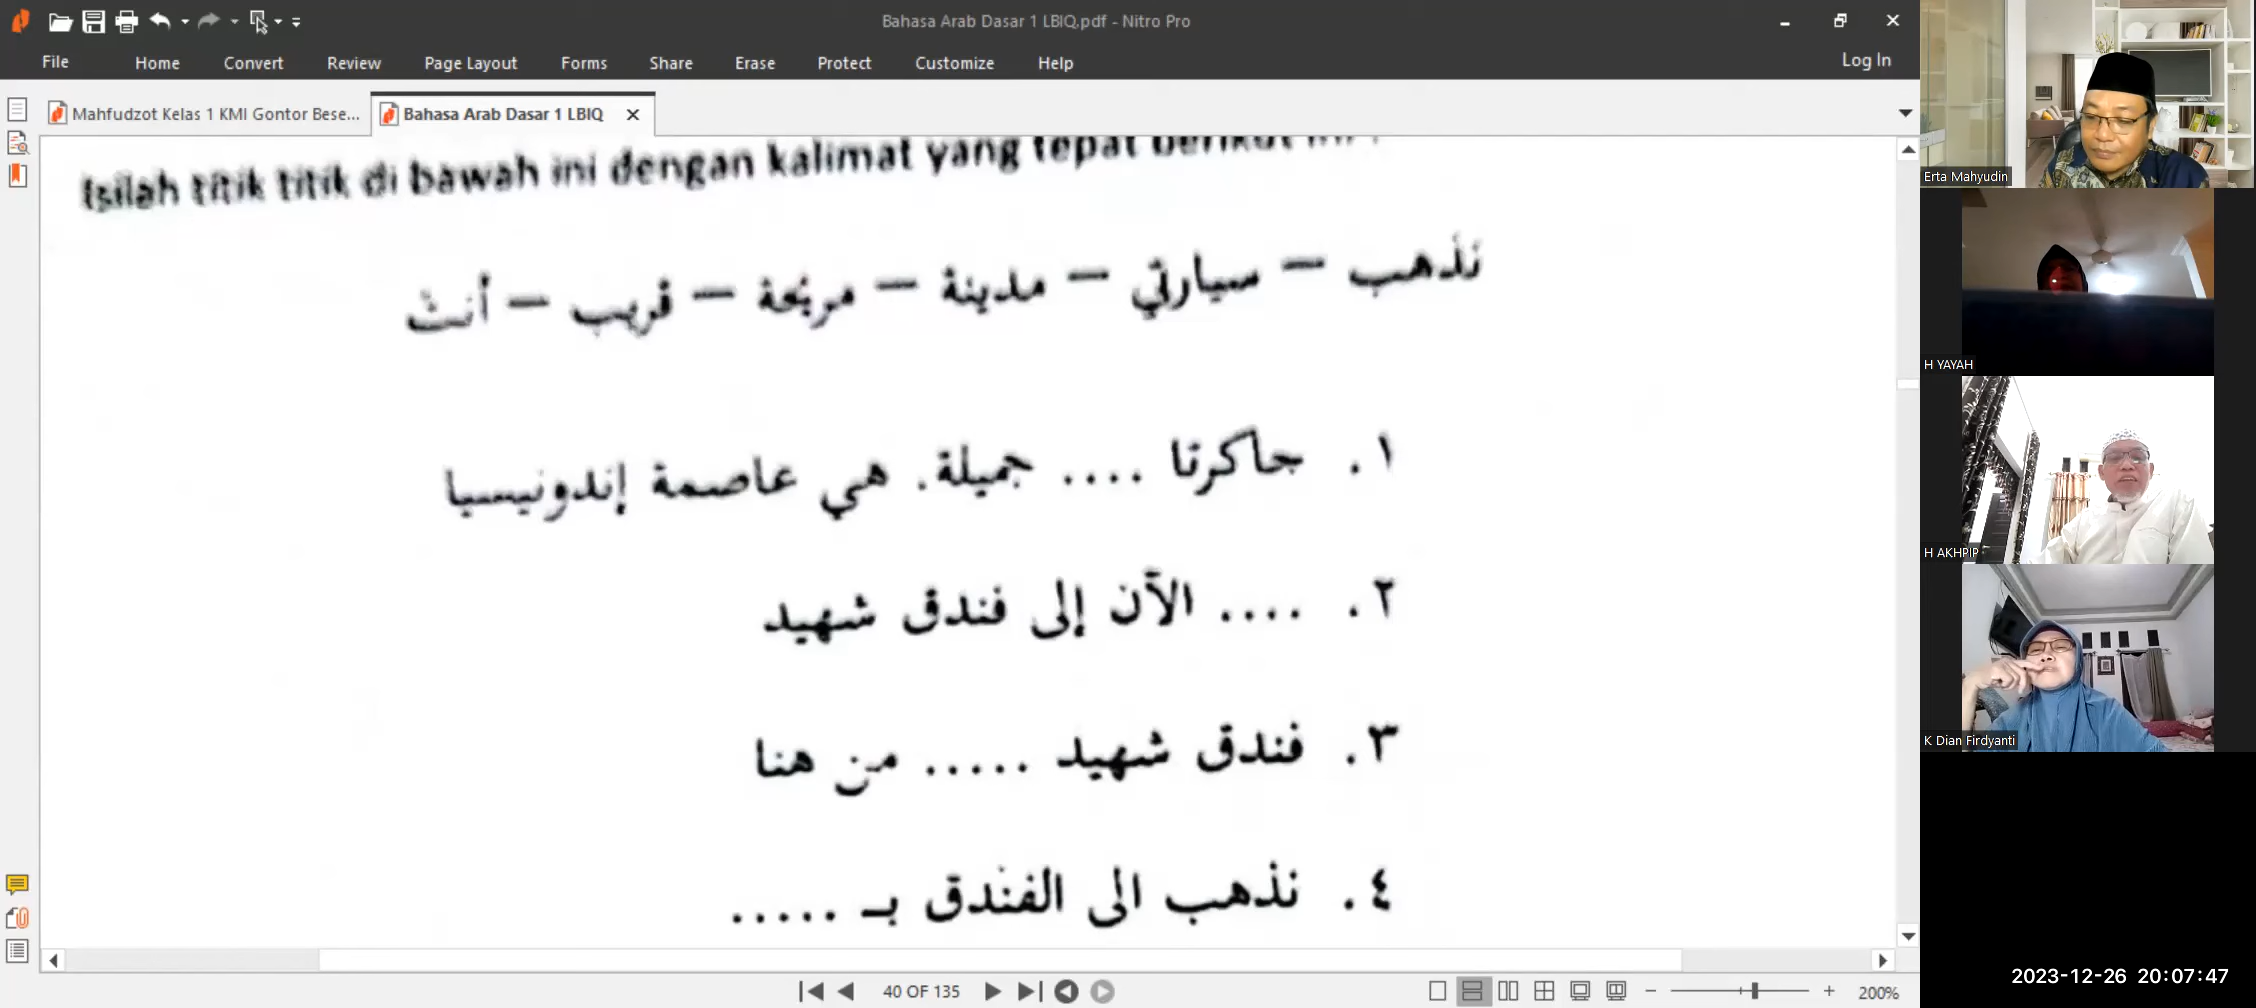 Bahasa Arab Dasar 1 LBIQ.pdf - Nitro Pro
File Home Convert Review Page Layout Forms Share Erase Protect Customize Help Log In
Mahfudzot Kelas 1 KMI Gontor Bese... Bahasa Arab Dasar 1 LBIQ
Isilah titik titik di bawah ini dengan kalimat yang tepat berikut ini
نذهب – سيارتي – مدينة – مريحة – قريب – أنت
١. جاكرتا .... جميلة. هي عاصمة إندونيسيا
٢. .... الآن إلى فندق شهيد
٣. فندق شهيد ..... من هنا
٤. نذهب الى الفندق بـ .....
40 OF 135
200%
Erta Mahyudin
H YAYAH
H AKHPIP
K Dian Firdyanti
2023-12-26 20:07:47